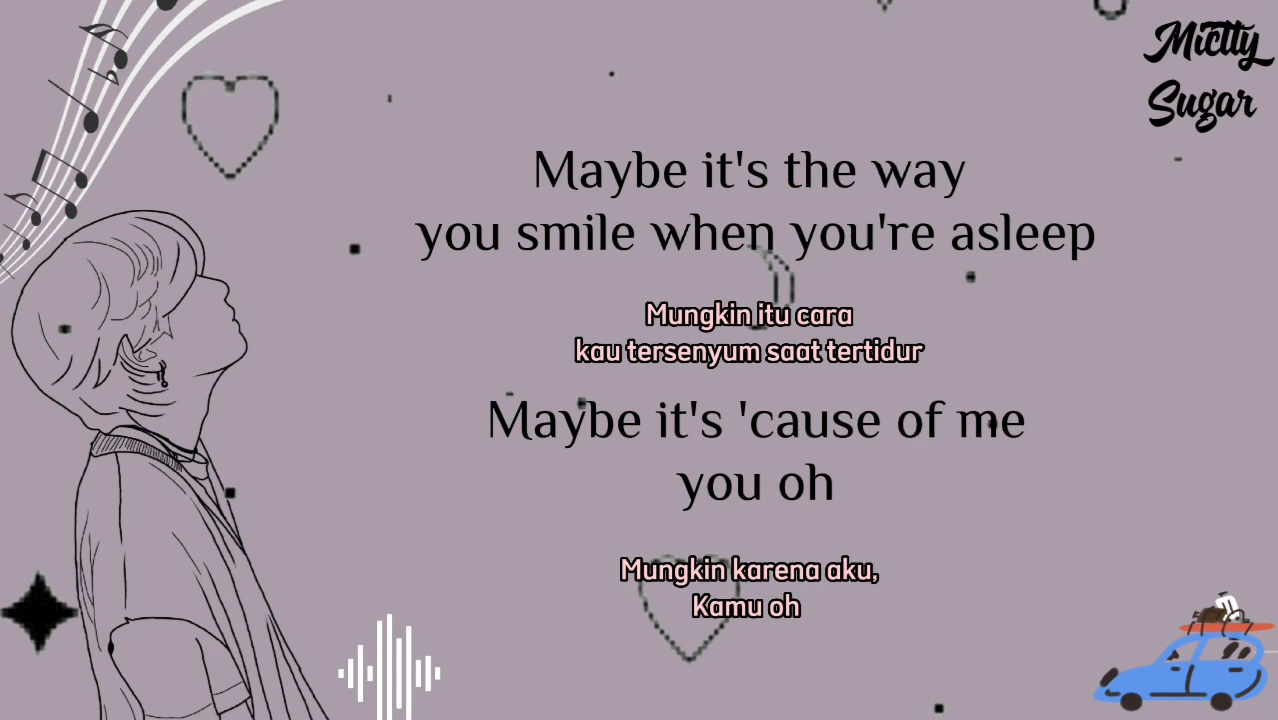 Mictty
Sugar
Maybe it's the way
you smile when you're asleep
Mungkin itu cara
kau tersenyum saat tertidur
Maybe it's 'cause of me
you oh
Mungkin karena aku,
Kamu oh